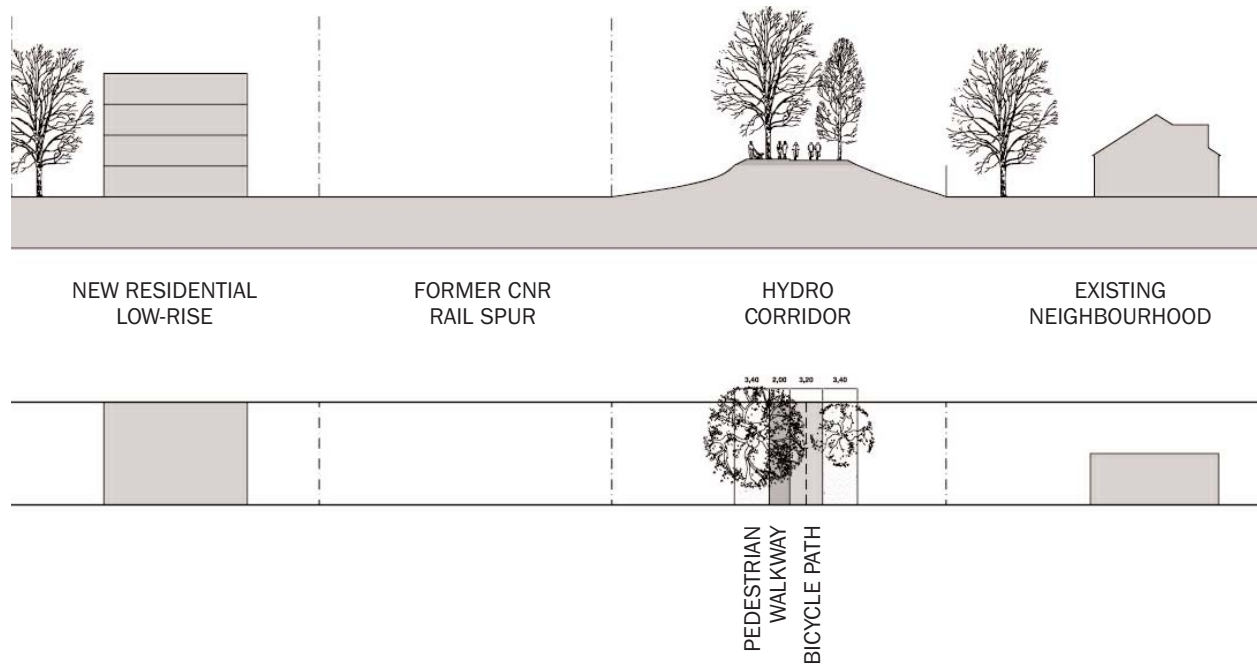 NEW RESIDENTIAL
LOW-RISE
FORMER CNR
RAIL SPUR
HYDRO
CORRIDOR
EXISTING
NEIGHBOURHOOD
3,40 2,00 3,20 3,40
PEDESTRIAN
WALKWAY
BICYCLE PATH